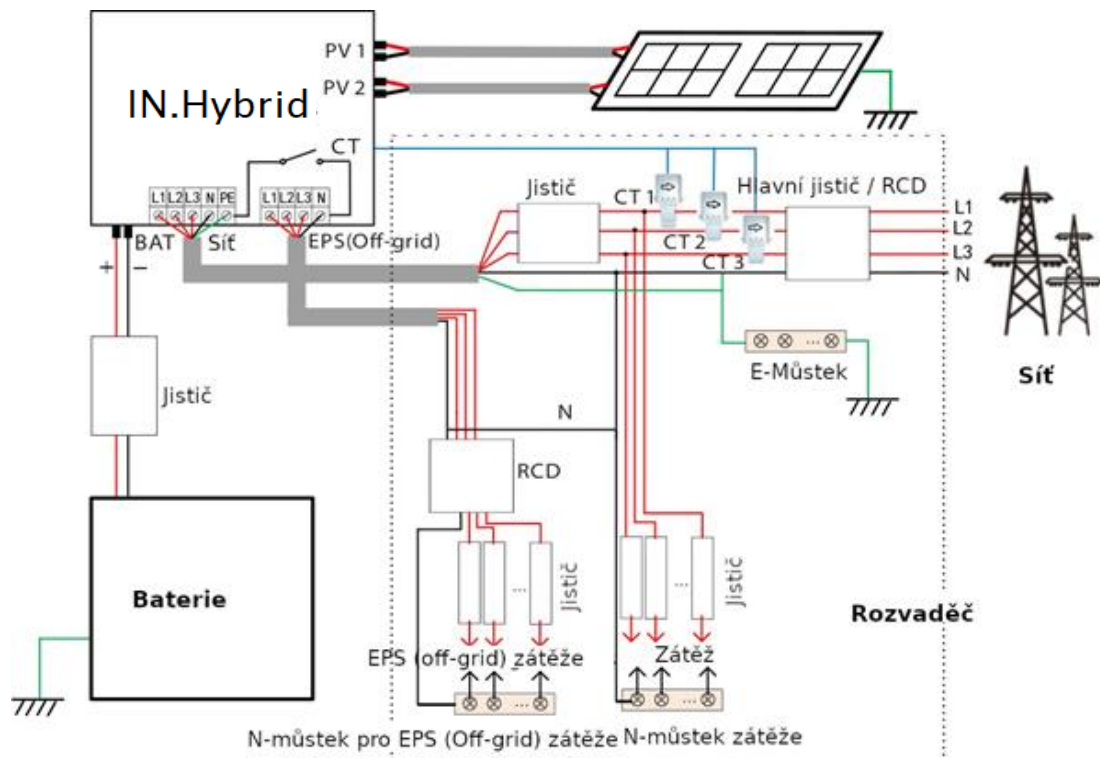 PV 1
PV 2
IN.Hybrid
CT
L1 L2 L3 N PE
L1 L2 L3 N
BAT
Síť
EPS(Off-grid)
+
−
Jistič
CT 1
CT 2
CT 3
Hlavní jistič / RCD
L1
L2
L3
N
E-Můstek
Síť
Jistič
N
RCD
...
Jistič
...
Jistič
Baterie
Rozvaděč
EPS (off-grid) zátěže
Zátěž
...
...
...
N-můstek pro EPS (Off-grid) zátěže
N-můstek zátěže